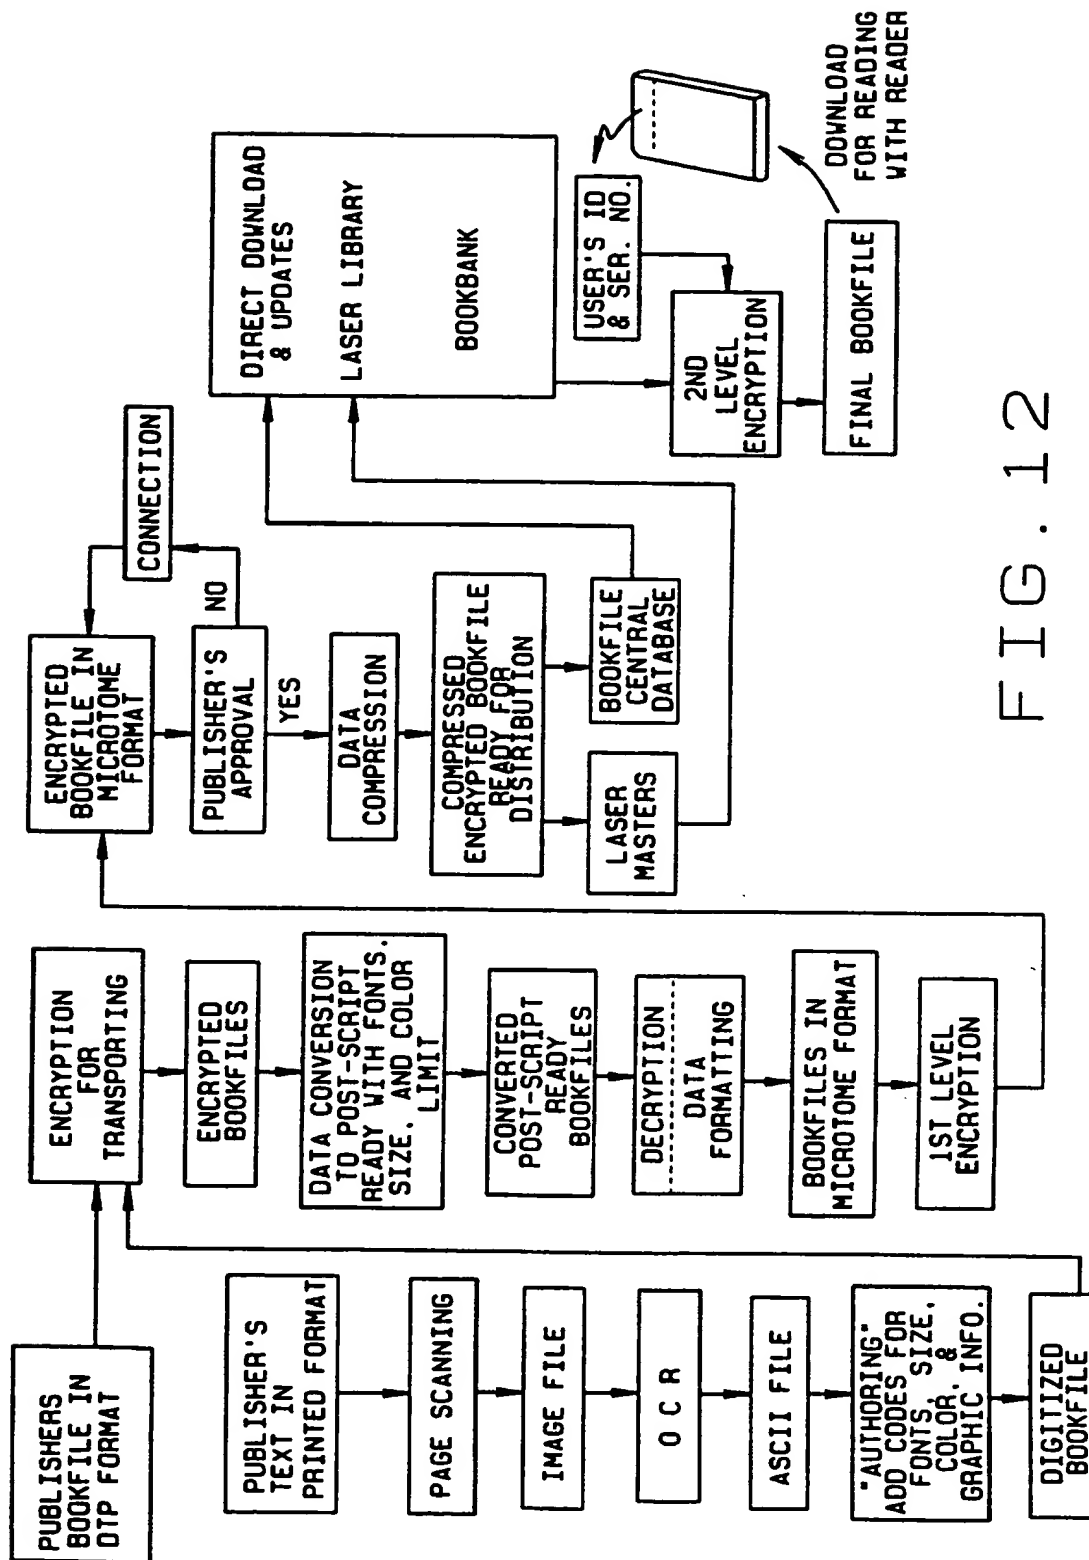 PUBLISHERS
BOOKFILE IN
DTP FORMAT
PUBLISHER'S
TEXT IN
PRINTED FORMAT
PAGE SCANNING
IMAGE FILE
O C R
ASCII FILE
"AUTHORING"
ADD CODES FOR
FONTS, SIZE,
COLOR, &
GRAPHIC INFO.
DIGITIZED
BOOKFILE
ENCRYPTION
FOR
TRANSPORTING
ENCRYPTED
BOOKFILES
DATA CONVERSION
TO POST-SCRIPT
READY WITH FONTS.
SIZE. AND COLOR
LIMIT
CONVERTED
POST-SCRIPT
READY
BOOKFILES
DECRYPTION
DATA
FORMATTING
BOOKFILES IN
MICROTOME FORMAT
1ST LEVEL
ENCRYPTION
ENCRYPTED
BOOKFILE IN
MICROTOME
FORMAT
CONNECTION
PUBLISHER'S
APPROVAL
NO
YES
DATA
COMPRESSION
COMPRESSED
ENCRYPTED BOOKFILE
READY FOR
DISTRIBUTION
LASER
MASTERS
BOOKFILE
CENTRAL
DATABASE
DIRECT DOWNLOAD
& UPDATES
LASER LIBRARY
BOOKBANK
USER'S ID
& SER. NO.
2ND
LEVEL
ENCRYPTION
FINAL BOOKFILE
DOWNLOAD
FOR READING
WITH READER
FIG.12